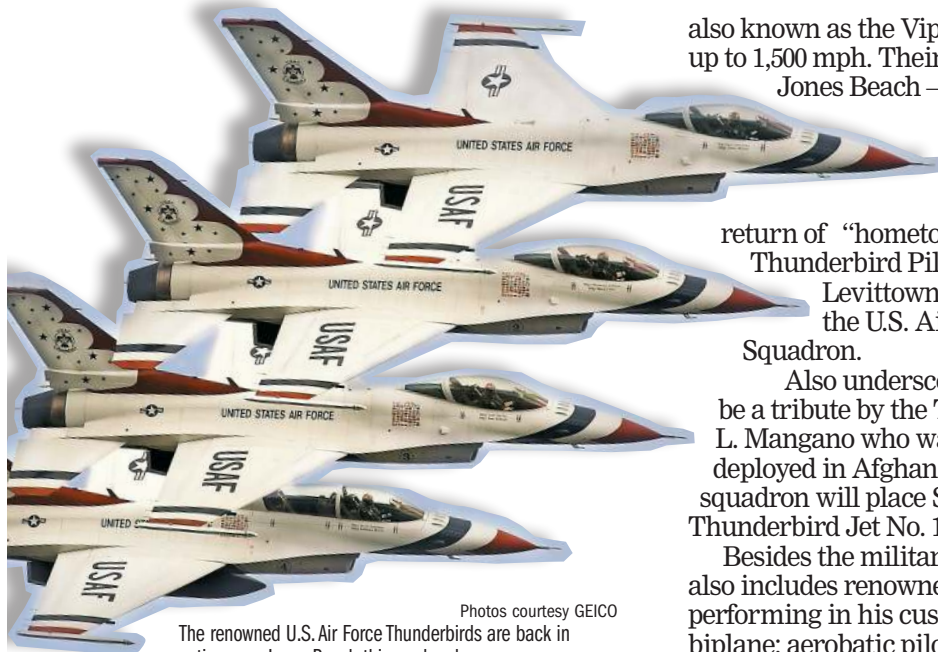 also known as the Vip
up to 1,500 mph. Their
Jones Beach –
return of “hometo
Thunderbird Pil
Levittown
the U.S. Ai
Squadron.
Also undersco
be a tribute by the T
L. Mangano who wa
deployed in Afghan
squadron will place S
Thunderbird Jet No. 1
Besides the militar
also includes renowne
performing in his cus
biplane; aerobatic pilo
UNITED STATES AIR FORCE
USAF
UNITED STATES AIR FORCE
USAF
UNITED STATES AIR FORCE
USAF
UNITED S
USAF
Photos courtesy GEICO
The renowned U.S. Air Force Thunderbirds are back in